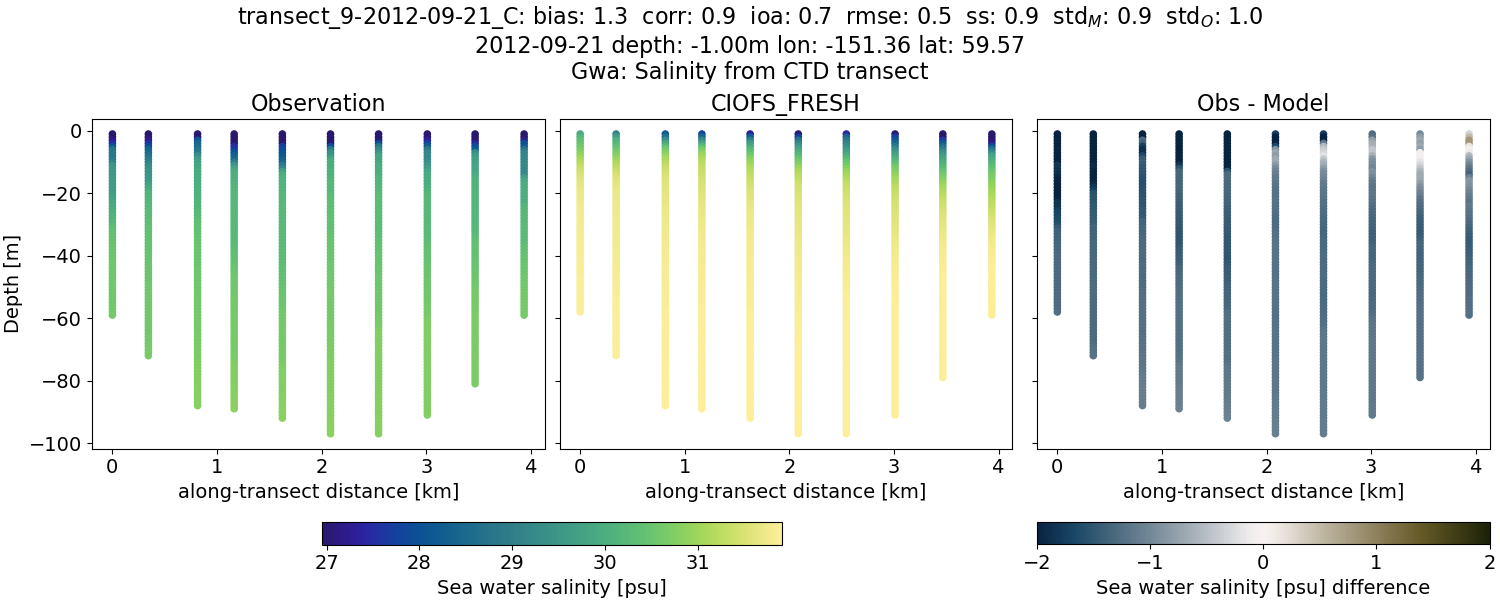 transect_9-2012-09-21_C: bias: 1.3  corr: 0.9  ioa: 0.7  rmse: 0.5  ss: 0.9  std_M: 0.9  std_O: 1.0
2012-09-21 depth: -1.00m lon: -151.36 lat: 59.57
Gwa: Salinity from CTD transect
Observation
CIOFS_FRESH
Obs - Model
Depth [m]
0
−20
−40
−60
−80
−100
0 1 2 3 4
0 1 2 3 4
0 1 2 3 4
along-transect distance [km]
along-transect distance [km]
along-transect distance [km]
27 28 29 30 31
Sea water salinity [psu]
−2 −1 0 1 2
Sea water salinity [psu] difference